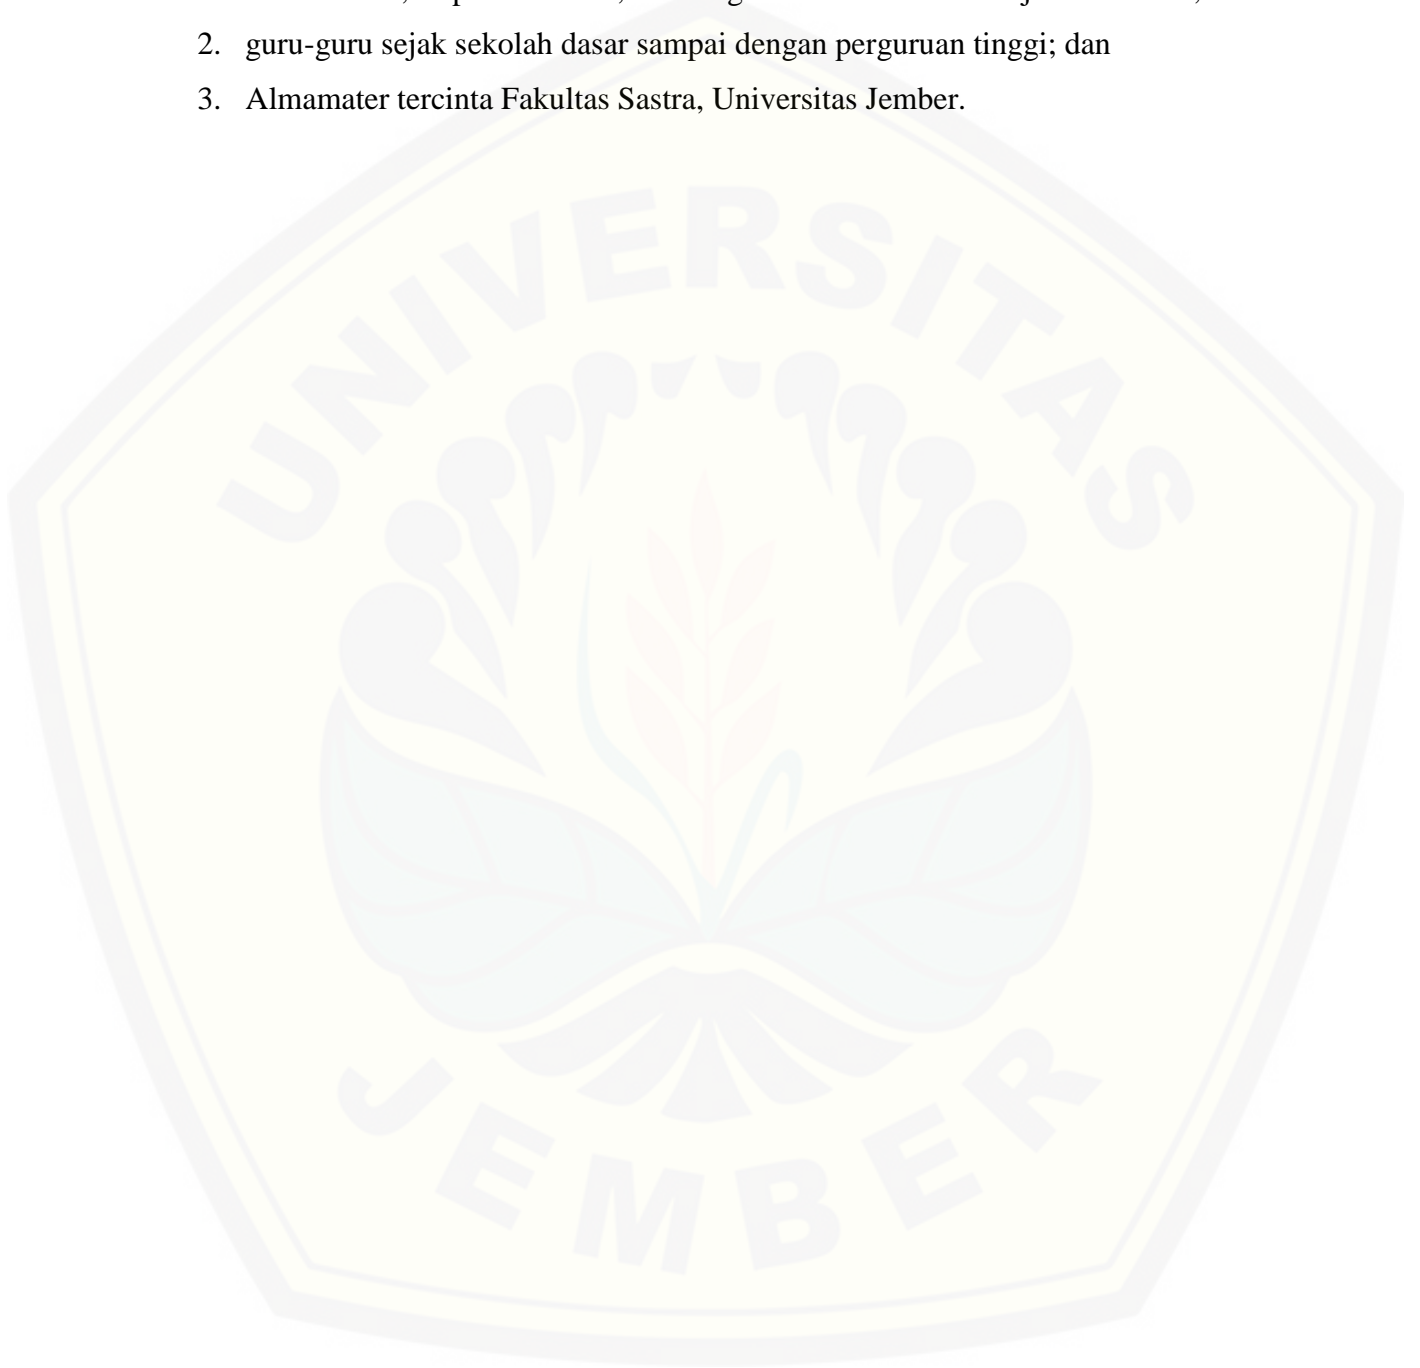 2. guru-guru sejak sekolah dasar sampai dengan perguruan tinggi; dan
3. Almamater tercinta Fakultas Sastra, Universitas Jember.
UNIVERSITAS
JEMBER